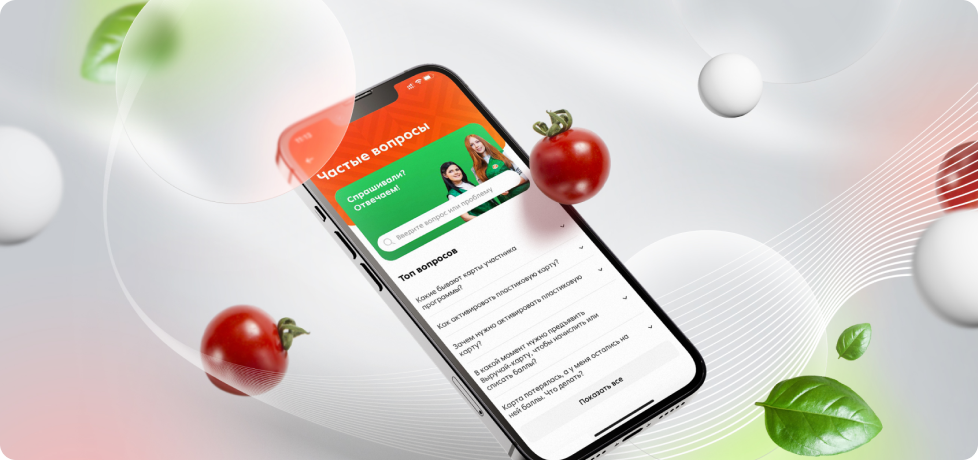 Частые вопросы
Спрашивали?
Отвечаем!
Введите вопрос или проблему
Топ вопросов
Какие бывают карты участника
программы?
Как активировать пластиковую карту?
Зачем нужно активировать пластиковую
карту?
В какой момент нужно предъявить
Выручай-карту, чтобы начислить или
списать баллы?
Карта потерялась, а у меня остались на
ней баллы. Что делать?
Показать все